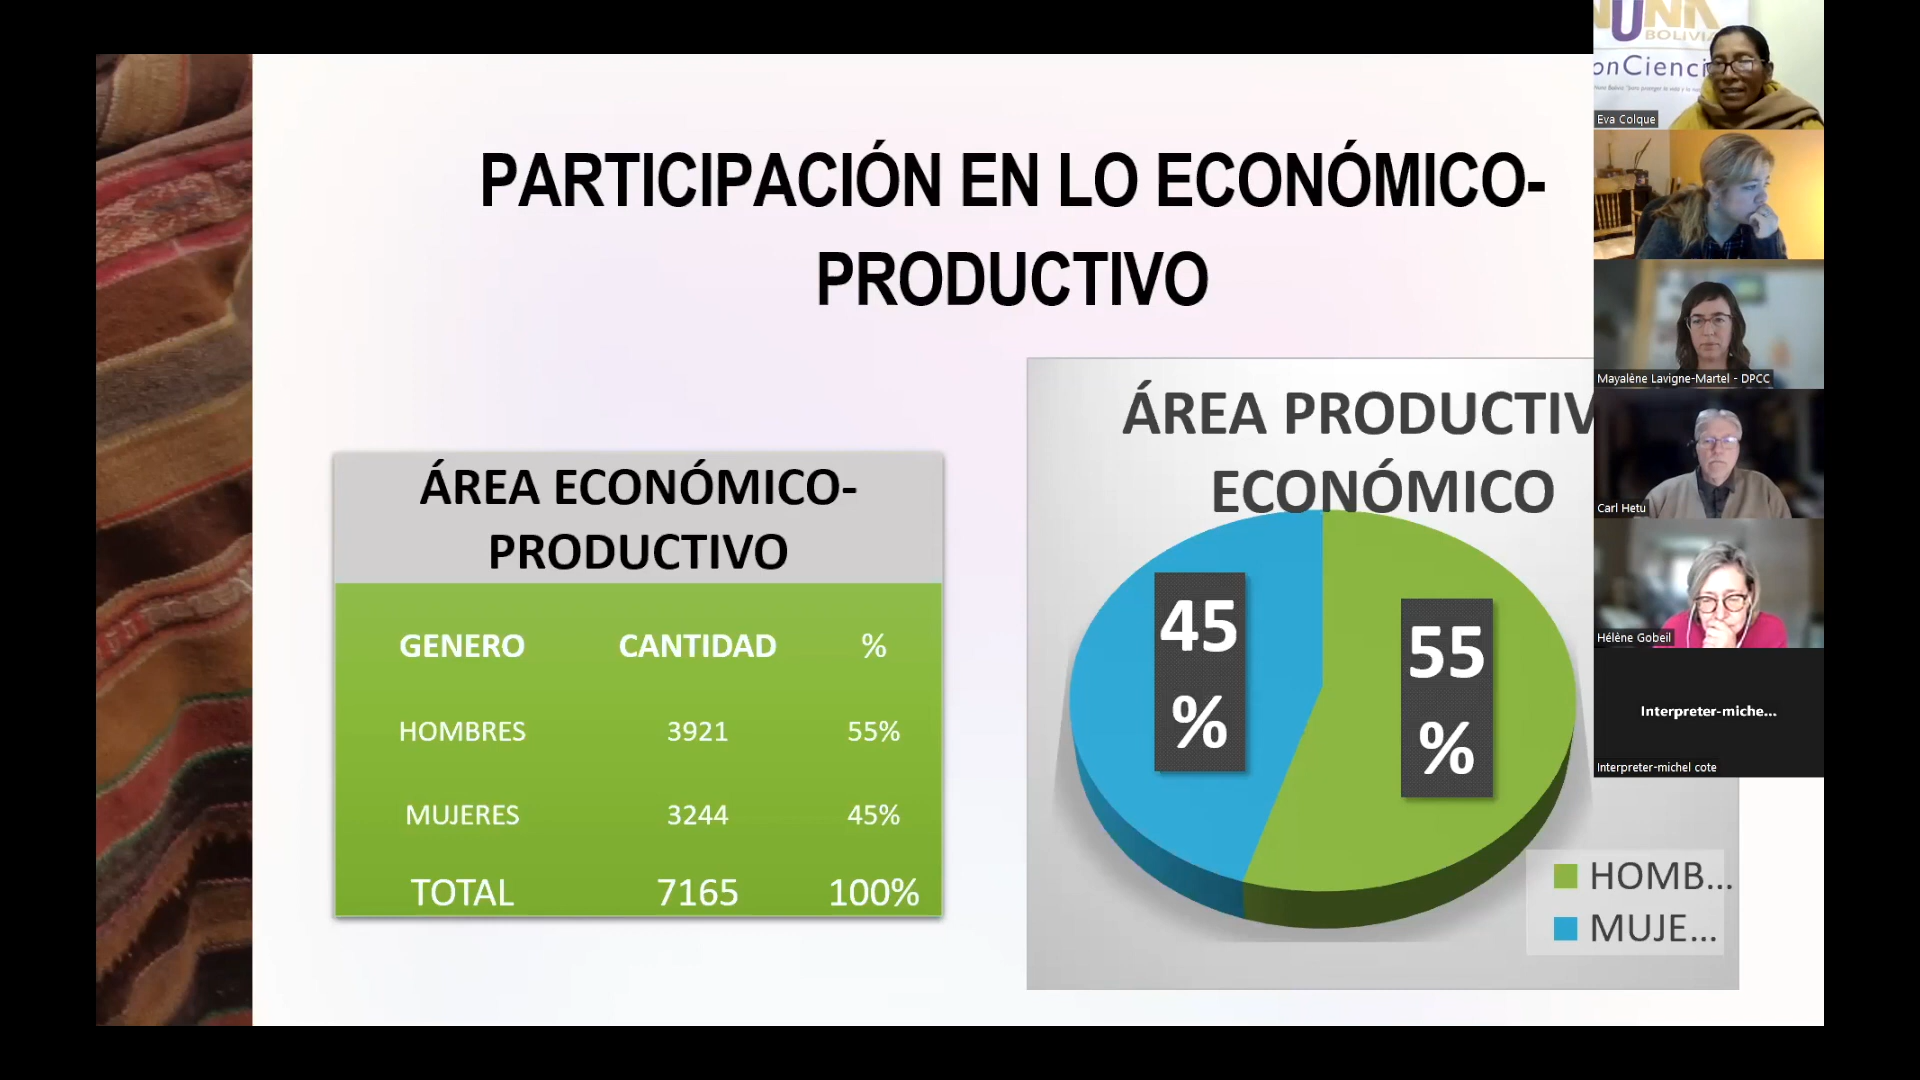 PARTICIPACIÓN EN LO ECONÓMICO-
PRODUCTIVO
ÁREA ECONÓMICO-
PRODUCTIVO
GENERO CANTIDAD %
HOMBRES 3921 55%
MUJERES 3244 45%
TOTAL 7165 100%
ÁREA PRODUCTIV
ECONÓMICO
45
%
55
%
HOMB...
MUJE...
BOLIVIA
onCienci
Eva Colque
Mayalène Lavigne-Martel - DPCC
Carl Hetu
Hélène Gobeil
Interpreter-miche...
Interpreter-michel cote